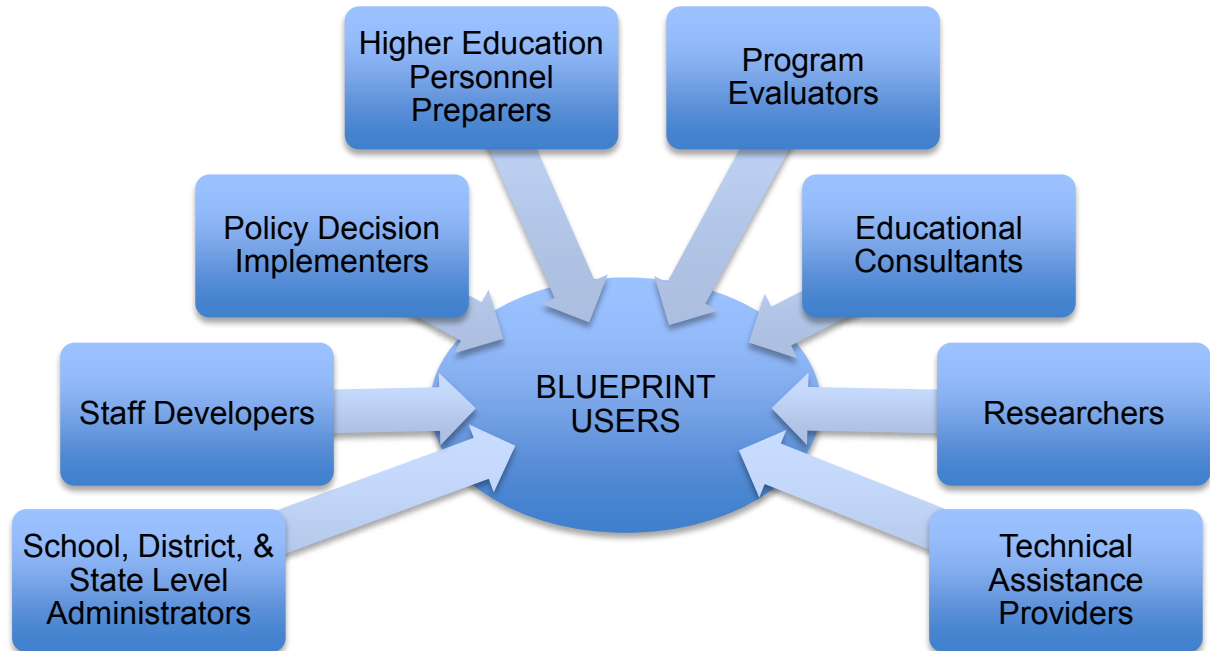 Higher Education
Personnel
Preparers
Program
Evaluators
Policy Decision
Implementers
Educational
Consultants
Staff Developers
BLUEPRINT
USERS
Researchers
School, District, &
State Level
Administrators
Technical
Assistance
Providers